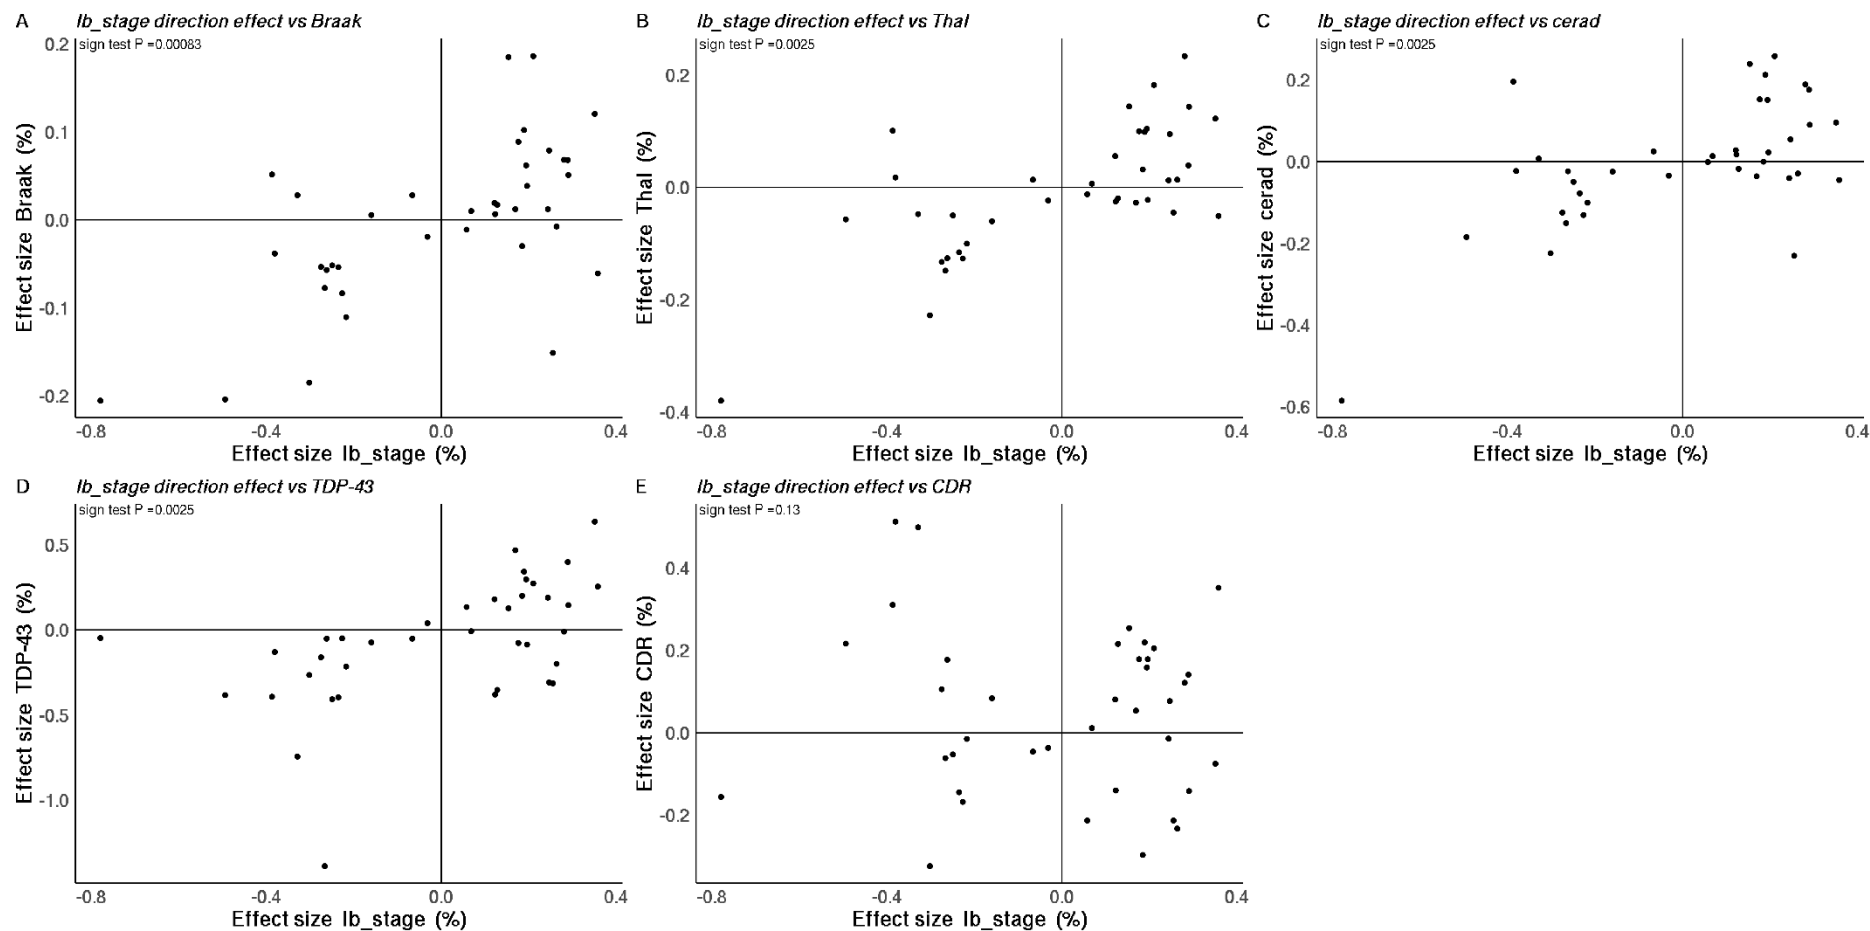 A
lb_stage direction effect vs Braak
sign test P =0.00083
0.2
0.1
0.0
-0.1
-0.2
Effect size Braak (%)
-0.8
-0.4
0.0
0.4
Effect size lb_stage (%)
B
lb_stage direction effect vs Thal
sign test P =0.0025
0.2
0.0
-0.2
-0.4
Effect size Thal (%)
-0.8
-0.4
0.0
0.4
Effect size lb_stage (%)
C
lb_stage direction effect vs cerad
sign test P =0.0025
0.2
0.0
-0.2
-0.4
-0.6
Effect size cerad (%)
-0.8
-0.4
0.0
0.4
Effect size lb_stage (%)
D
lb_stage direction effect vs TDP-43
sign test P =0.0025
0.5
0.0
-0.5
-1.0
Effect size TDP-43 (%)
-0.8
-0.4
0.0
0.4
Effect size lb_stage (%)
E
lb_stage direction effect vs CDR
sign test P =0.13
0.4
0.2
0.0
-0.2
Effect size CDR (%)
-0.8
-0.4
0.0
0.4
Effect size lb_stage (%)